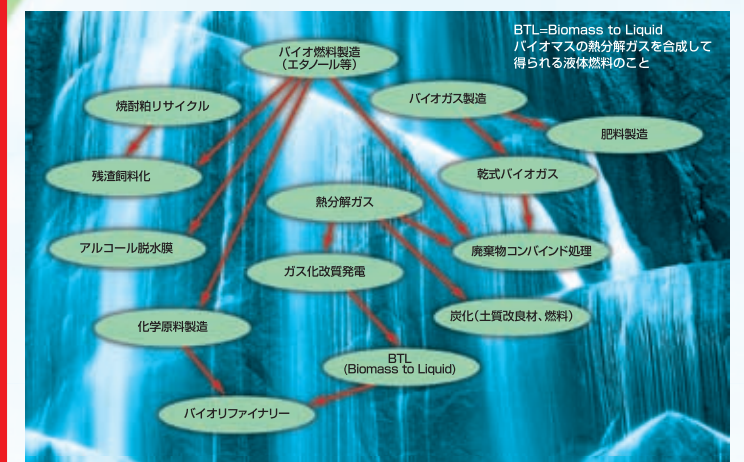 BTL=Biomass to Liquid
バイオマスの熱分解ガスを合成して
得られる液体燃料のこと
バイオ燃料製造
(エタノール等)
焼酎粕リサイクル
バイオガス製造
肥料製造
残渣飼料化
乾式バイオガス
熱分解ガス
アルコール脱水膜
廃棄物コンバインド処理
ガス化改質発電
炭化(土質改良材、燃料)
化学原料製造
BTL
(Biomass to Liquid)
バイオリファイナリー